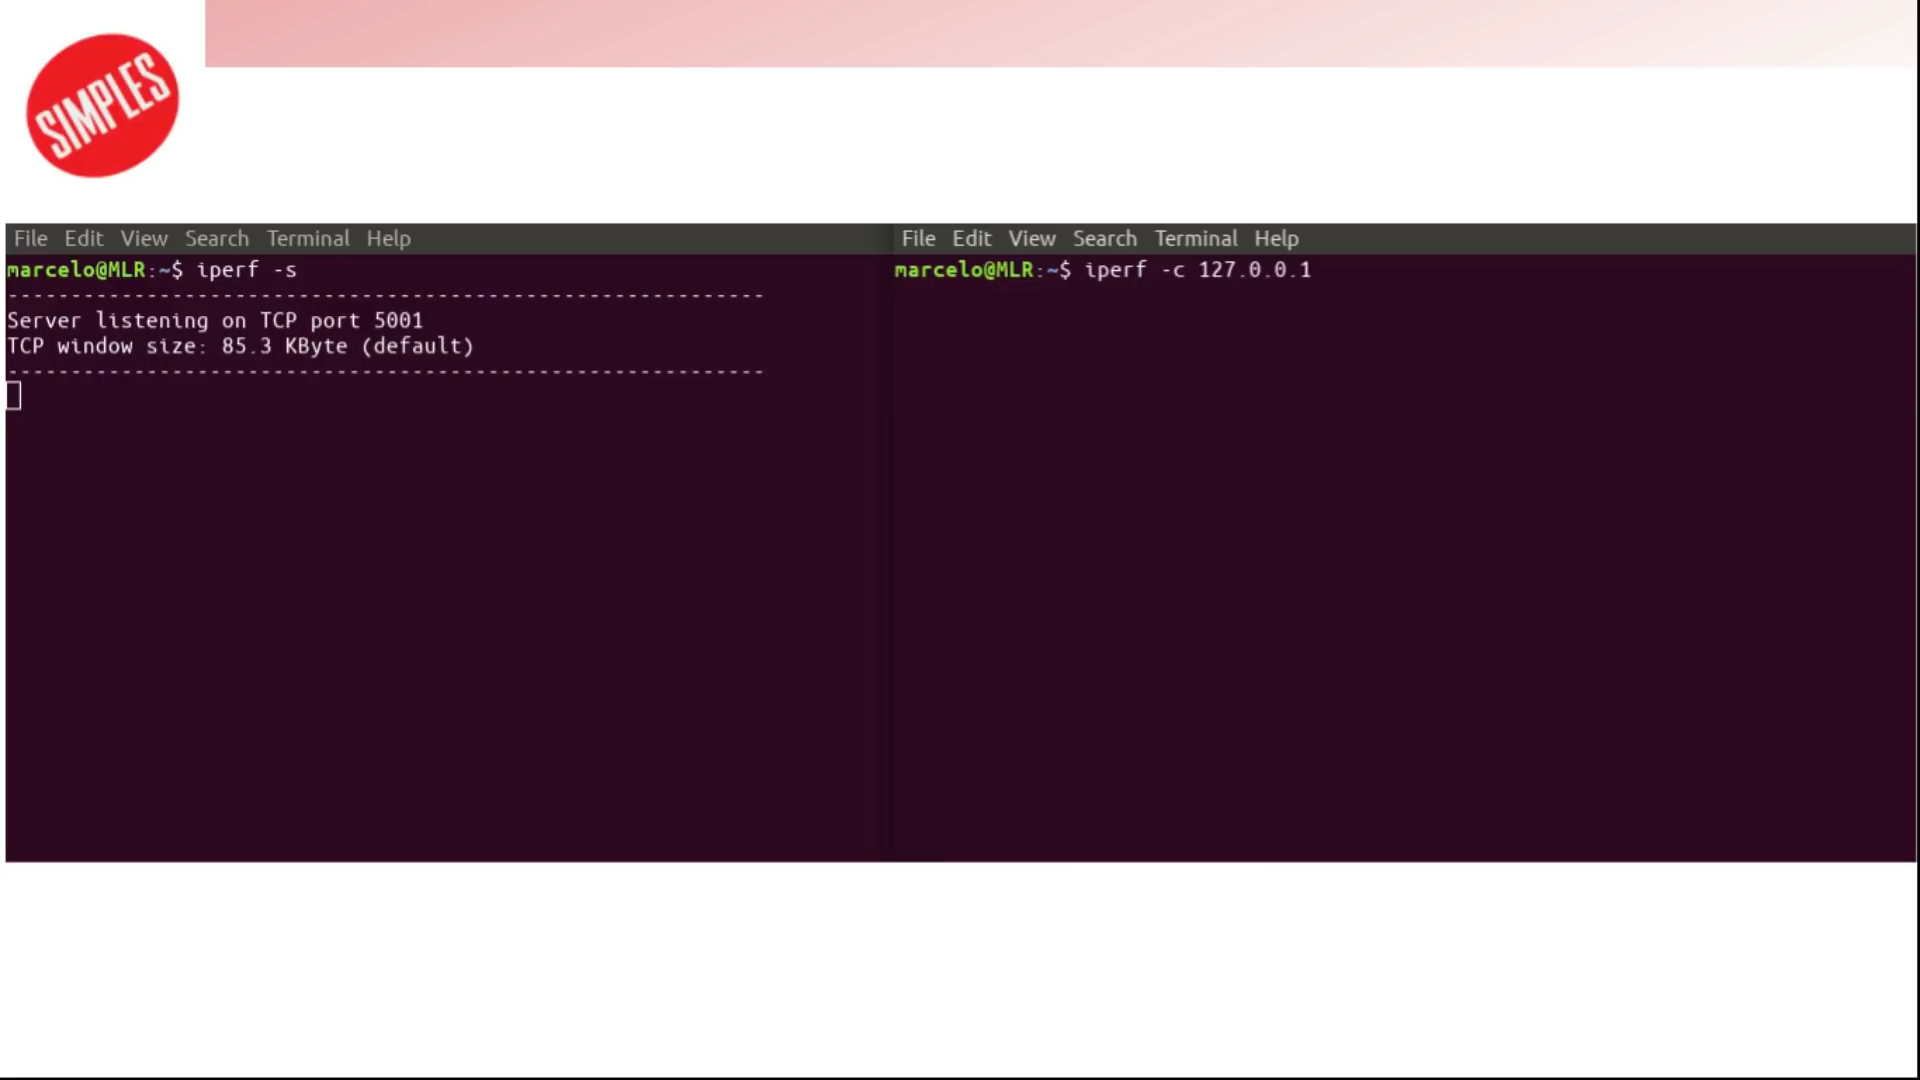 SIMPLES
File Edit View Search Terminal Help
marcelo@MLR:~$ iperf -s
------------------------------------------------------------
Server listening on TCP port 5001
TCP window size: 85.3 KByte (default)
------------------------------------------------------------
File Edit View Search Terminal Help
marcelo@MLR:~$ iperf -c 127.0.0.1